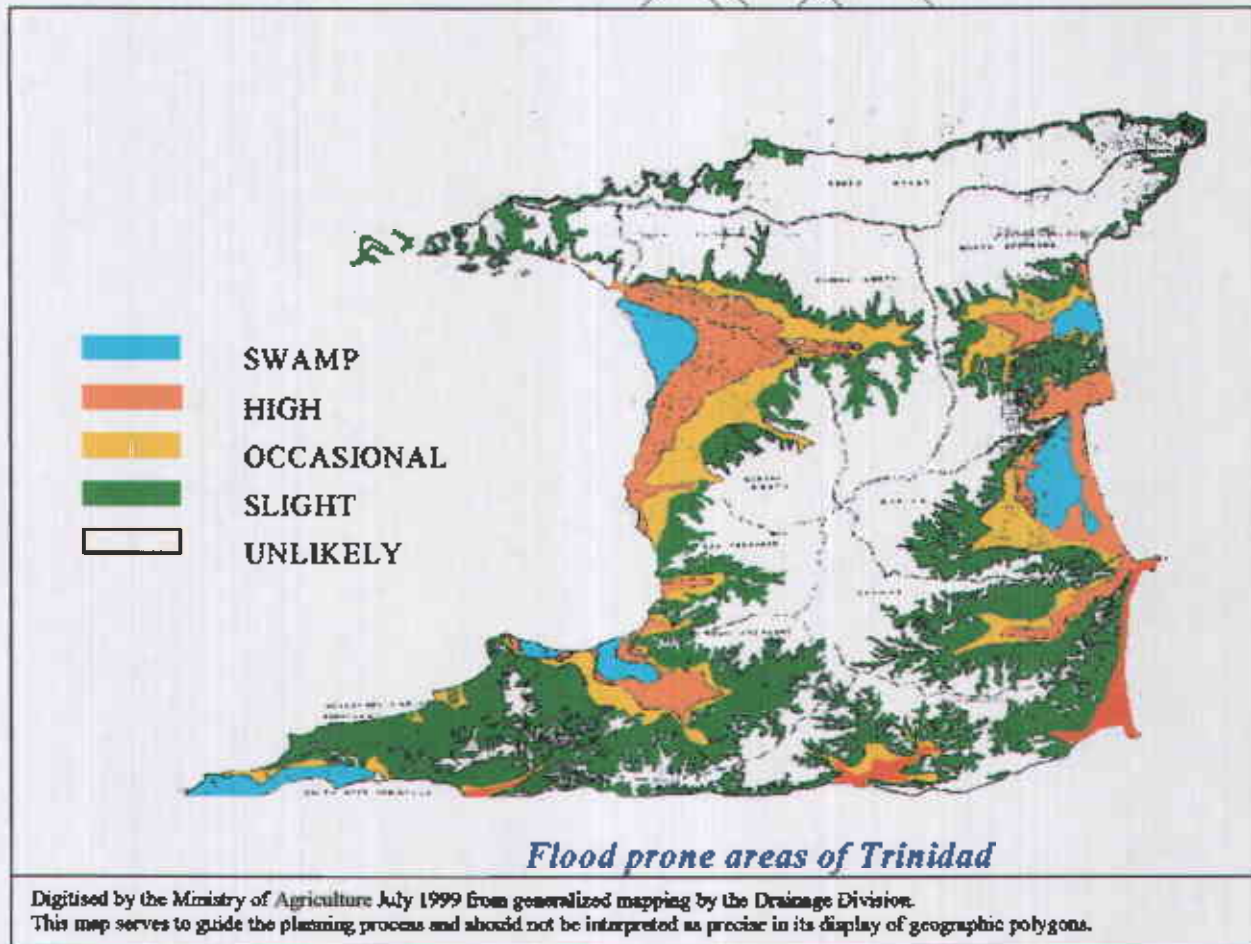 SWAMP
HIGH
OCCASIONAL
SLIGHT
UNLIKELY
Flood prone areas of Trinidad
Digitised by the Ministry of Agriculture July 1999 from generalized mapping by the Drainage Division.
This map serves to guide the planning process and should not be interpreted as precise in its display of geographic polygons.